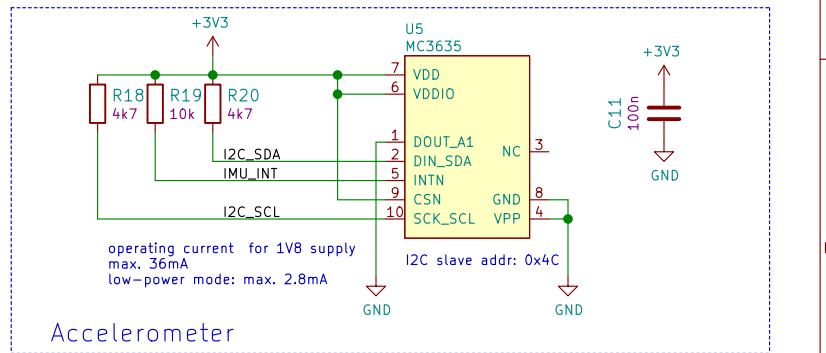 +3V3
U5
MC3635
+3V3
R18
4k7
R19
10k
R20
4k7
7 VDD
6 VDDIO
1 DOUT_A1
2 DIN_SDA
5 INTN
9 CSN
10 SCK_SCL
NC 3
GND 8
VPP 4
I2C_SDA
IMU_INT
I2C_SCL
C11
100n
GND
operating current  for 1V8 supply
max. 36mA
low-power mode: max. 2.8mA
I2C slave addr: 0x4C
GND
GND
Accelerometer